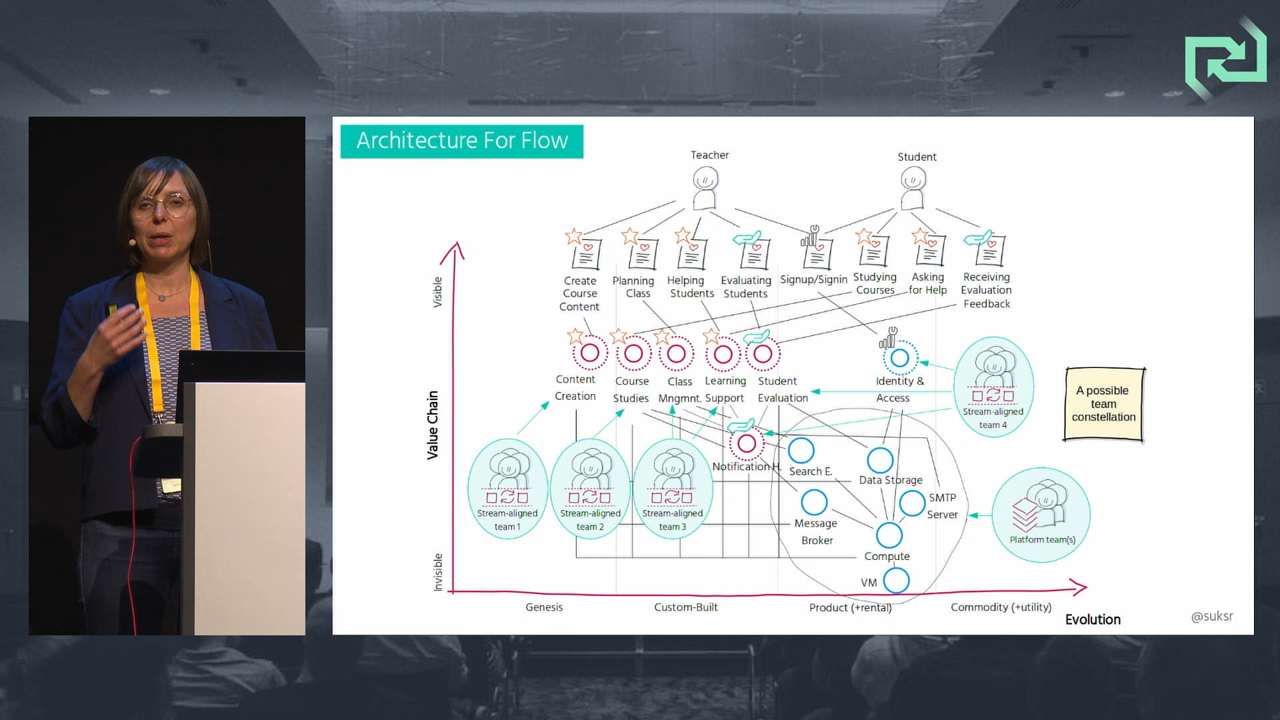 Architecture For Flow
Teacher
Student
Create
Course
Content
Planning
Class
Helping
Students
Evaluating
Students
Signup/Signin
Studying
Courses
Asking
for Help
Receiving
Evaluation
Feedback
Visible
Value Chain
Invisible
Content
Creation
Course
Studies
Class
Mngmnt.
Learning
Support
Student
Evaluation
Identity &
Access
Stream-aligned
team 4
A possible
team
constellation
Notification H.
Search E.
Data Storage
Stream-aligned
team 1
Stream-aligned
team 2
Stream-aligned
team 3
SMTP
Server
Message
Broker
Platform team(s)
Compute
VM
Genesis
Custom-Built
Product (+rental)
Commodity (+utility)
Evolution
@suksr